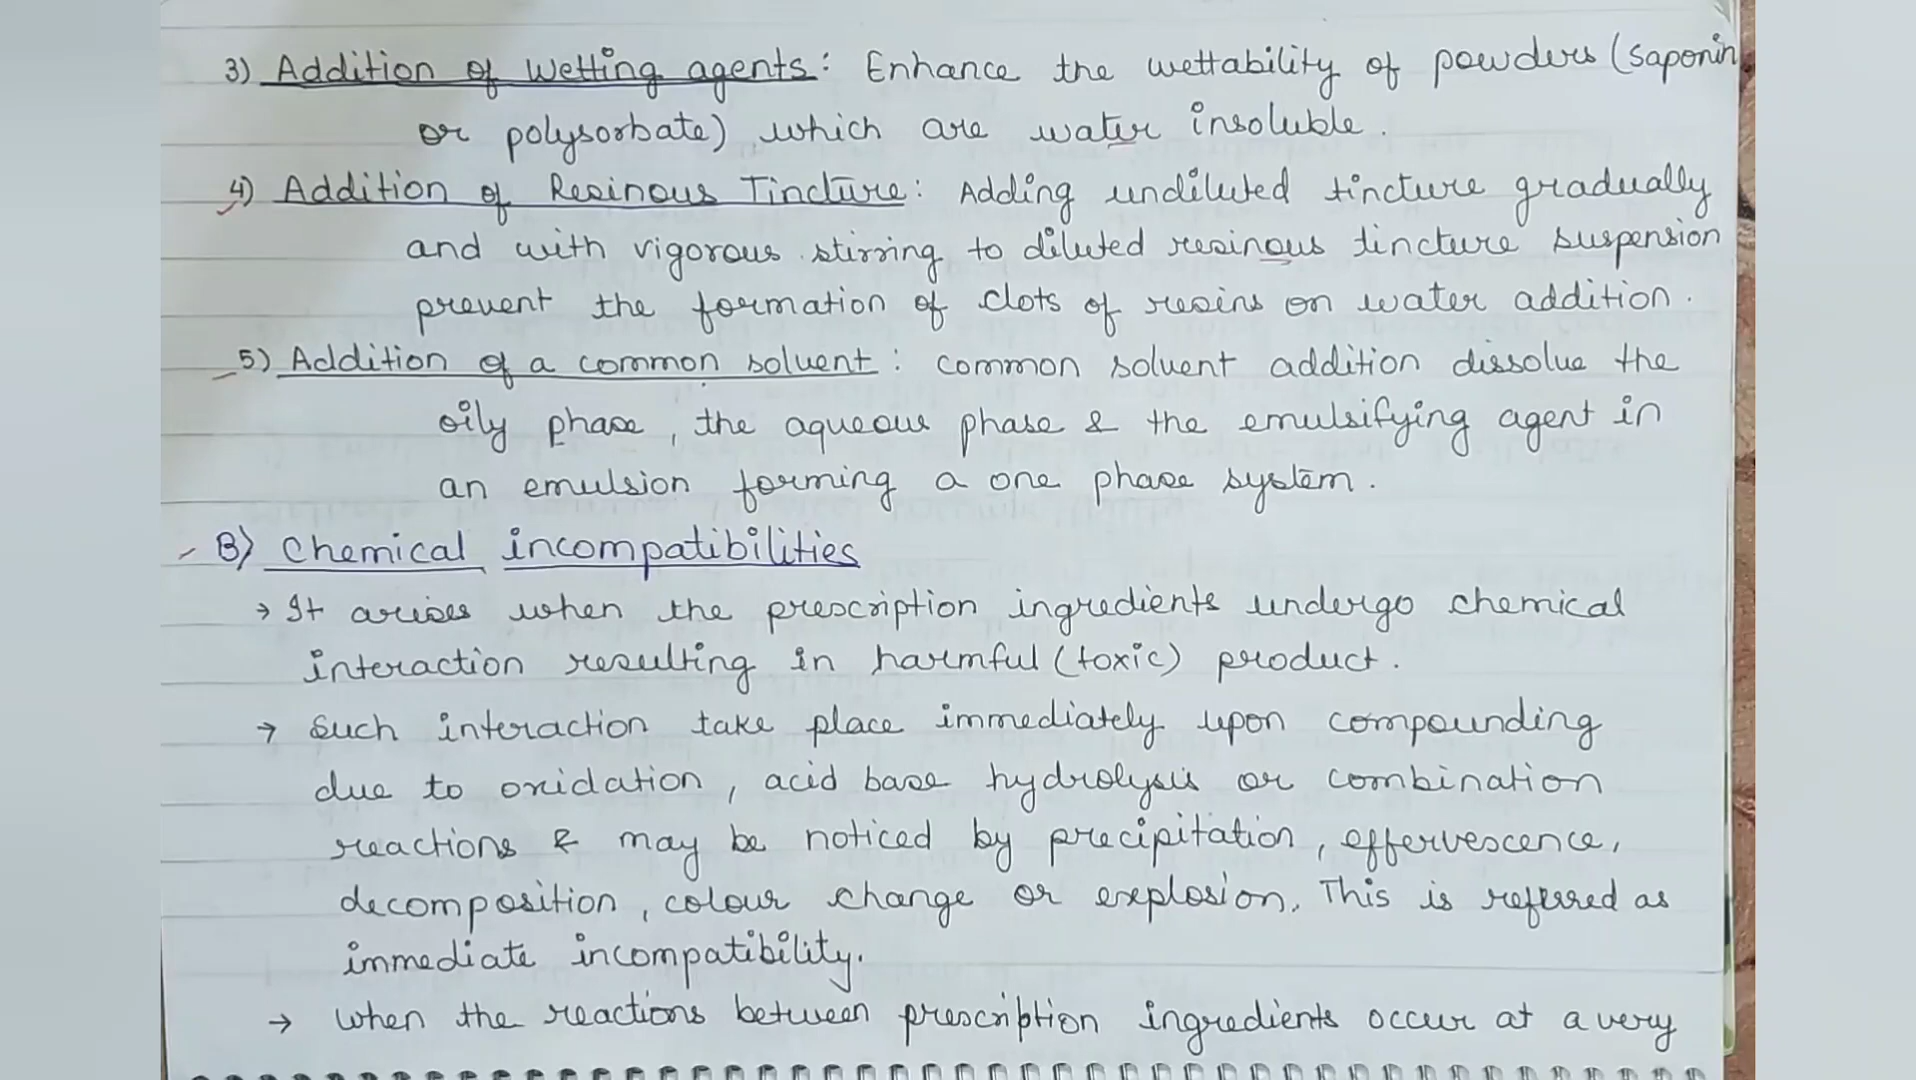 3) Addition of Wetting agents : Enhance the wettability of powders (saponin
or polysorbate) which are water insoluble.
4) Addition of Resinous Tincture : Adding undiluted tincture gradually
and with vigorous stirring to diluted resinous tincture suspension
prevent the formation of clots of resins on water addition.
5) Addition of a common solvent : common solvent addition dissolve the
oily phase, the aqueous phase & the emulsifying agent in
an emulsion forming a one phase system.
B) Chemical incompatibilities
→ It arises when the prescription ingredients undergo chemical
interaction resulting in harmful (toxic) product.
→ Such interaction take place immediately upon compounding
due to oxidation, acid base hydrolysis or combination
reactions & may be noticed by precipitation, effervescence,
decomposition, colour change or explosion. This is referred as
immediate incompatibility.
→ When the reactions between prescription ingredients occur at a very